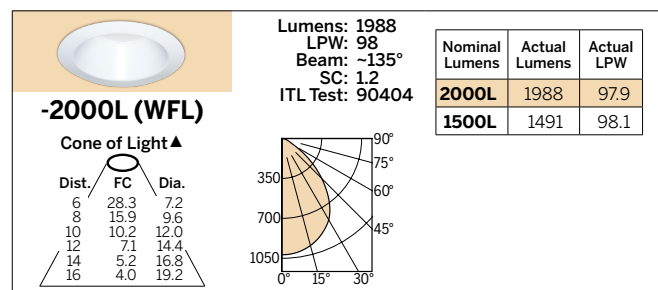 -2000L (WFL)
Cone of Light▲
Dist. FC Dia.
6 28.3 7.2
8 15.9 9.6
10 10.2 12.0
12 7.1 14.4
14 5.2 16.8
16 4.0 19.2
Lumens: 1988
LPW: 98
Beam: ~135°
SC: 1.2
ITL Test: 90404
90°
75°
60°
45°
350
700
1050
0° 15° 30°
Nominal Lumens Actual Lumens Actual LPW
2000L 1988 97.9
1500L 1491 98.1